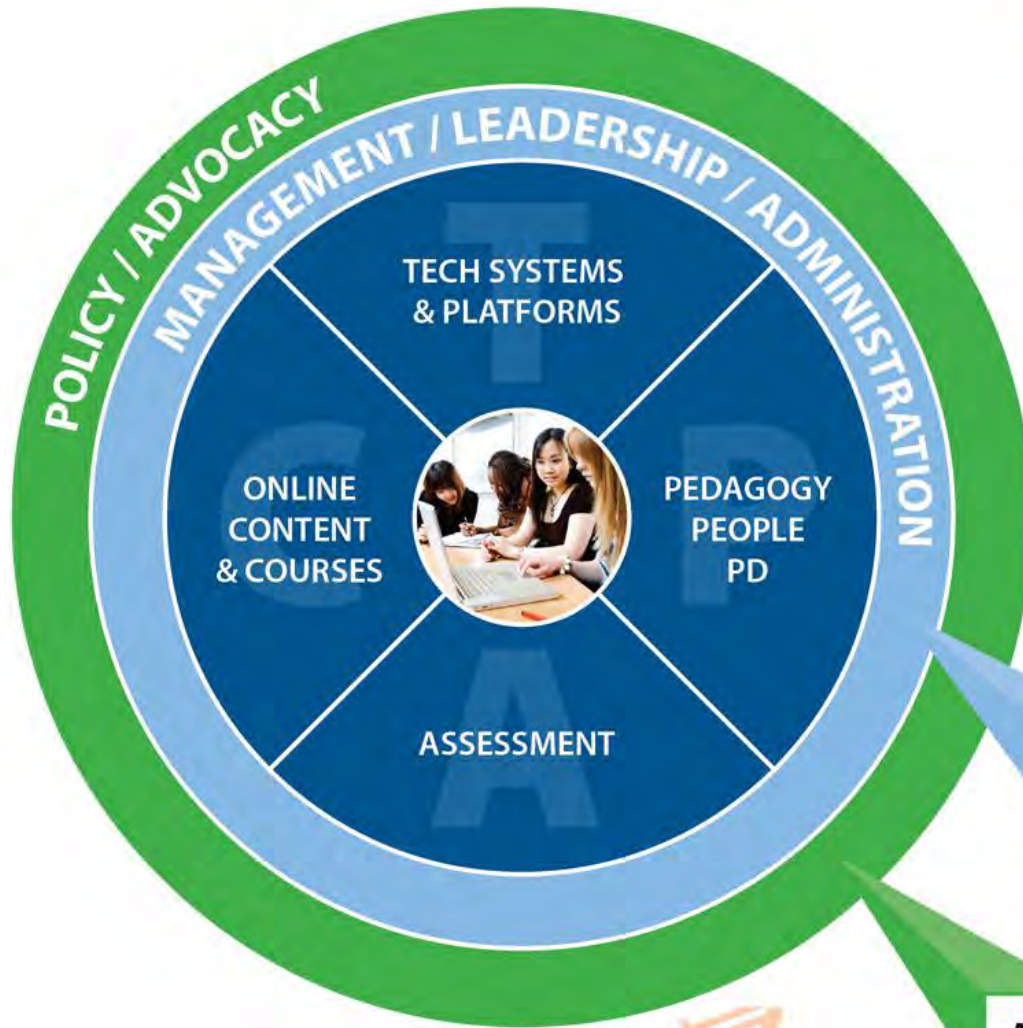 POLICY / ADVOCACY
MANAGEMENT / LEADERSHIP / ADMINISTRATION
T
TECH SYSTEMS
& PLATFORMS
C
ONLINE
CONTENT
& COURSES
P
PEDAGOGY
PEOPLE
PD
A
ASSESSMENT